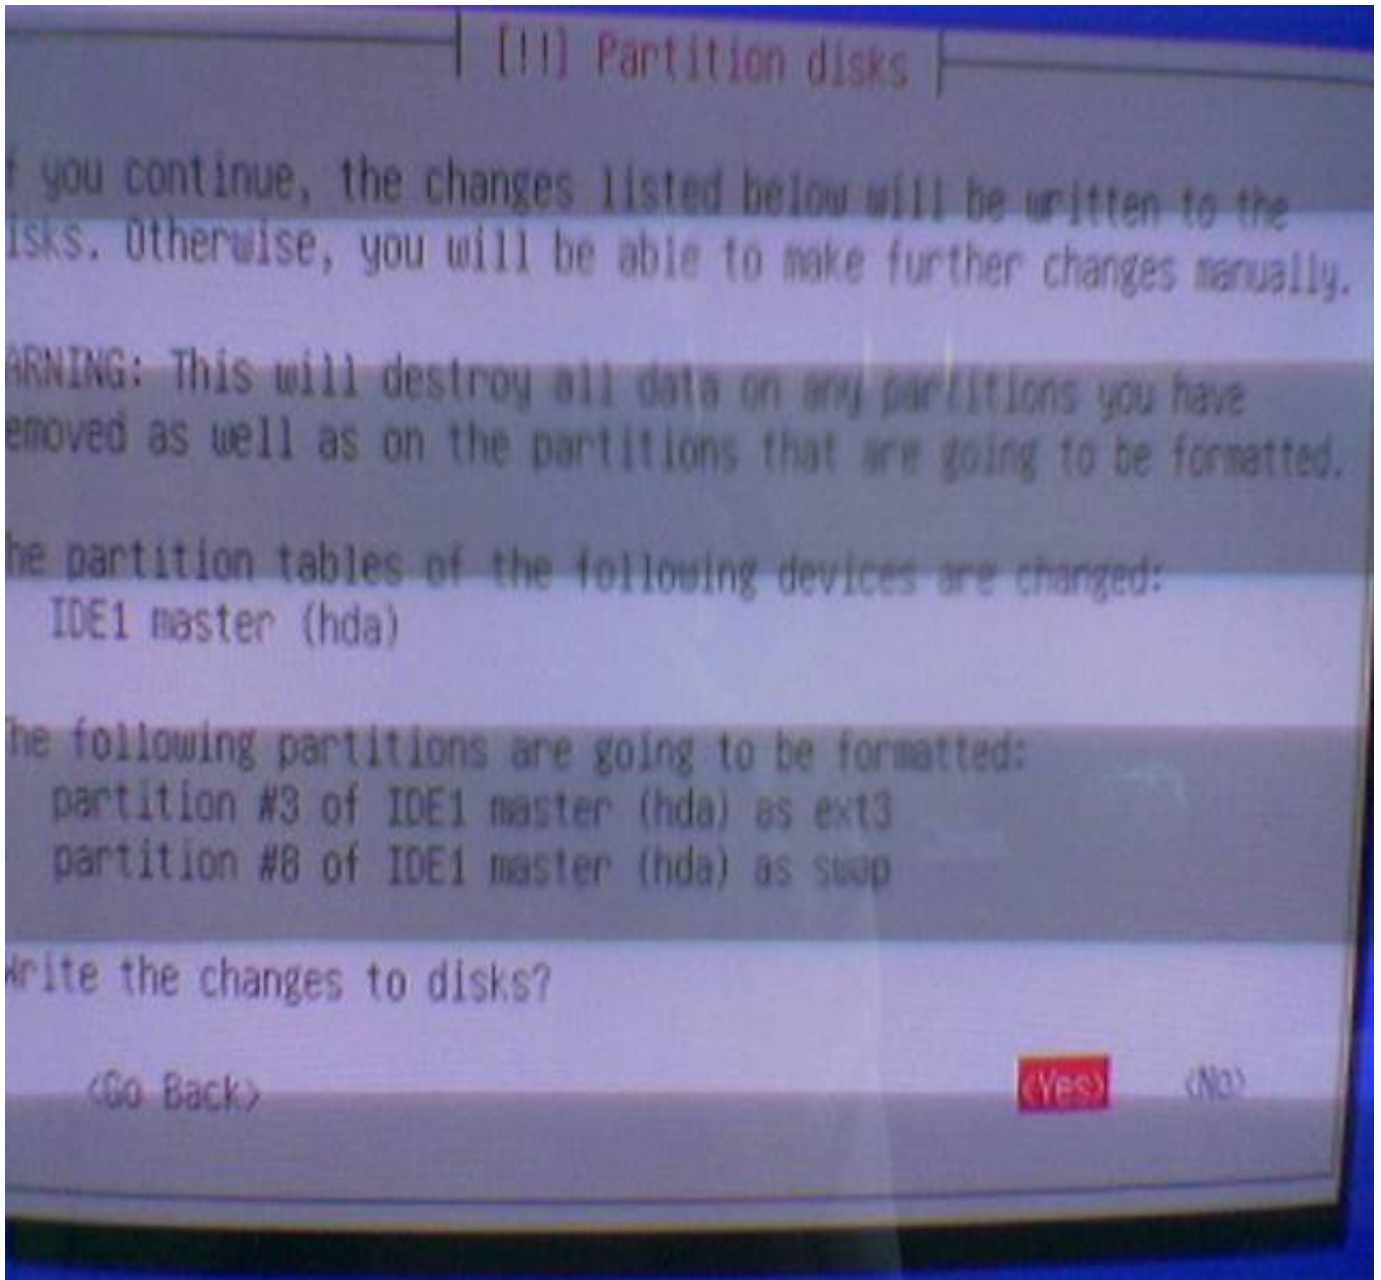 [!!] Partition disks
f you continue, the changes listed below will be written to the
isks. Otherwise, you will be able to make further changes manually.
ARNING: This will destroy all data on any partitions you have
emoved as well as on the partitions that are going to be formatted.
he partition tables of the following devices are changed:
IDE1 master (hda)
he following partitions are going to be formatted:
partition #3 of IDE1 master (hda) as ext3
partition #8 of IDE1 master (hda) as swap
Write the changes to disks?
<Go Back> <Yes> <No>